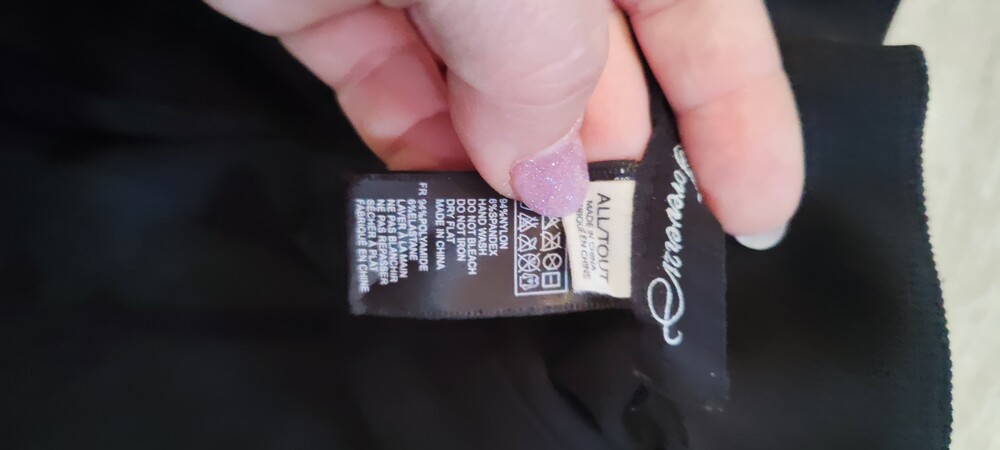 ALL/TOUT
MADE IN CHINA
EN CHINE
94%NYLON
6%SPANDEX
HAND WASH
DO NOT BLEACH
DO NOT IRON
DRY FLAT
MADE IN CHINA
FR 94%POLYAMIDE
6%ELASTANE
LAVER À LA MAIN
NE PAS BLANCHIR
NE PAS REPASSER
SÉCHER À PLAT
FABRIQUÉ EN CHINE